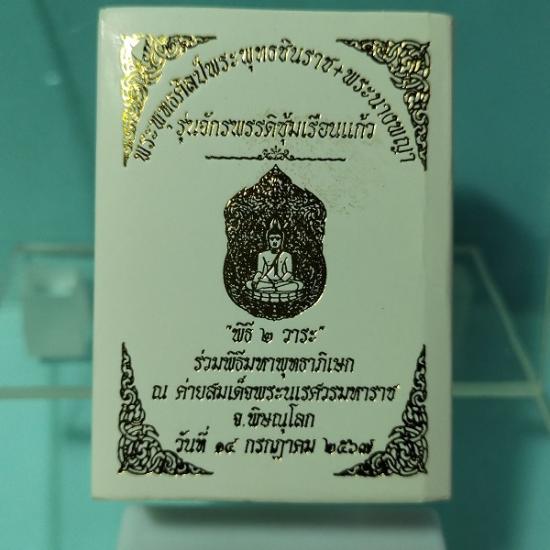 พระพุทธศิลป์พระพุทธชินราช+พระนางพญา
รุ่นจักรพรรดิซุ้มเรือนแก้ว
"พิธี ๒ วาระ"
ร่วมพิธีมหาพุทธาภิเษก
ณ ค่ายสมเด็จพระนเรศวรมหาราช
จ.พิษณุโลก
วันที่ ๑๔ กรกฎาคม ๒๕๖๗